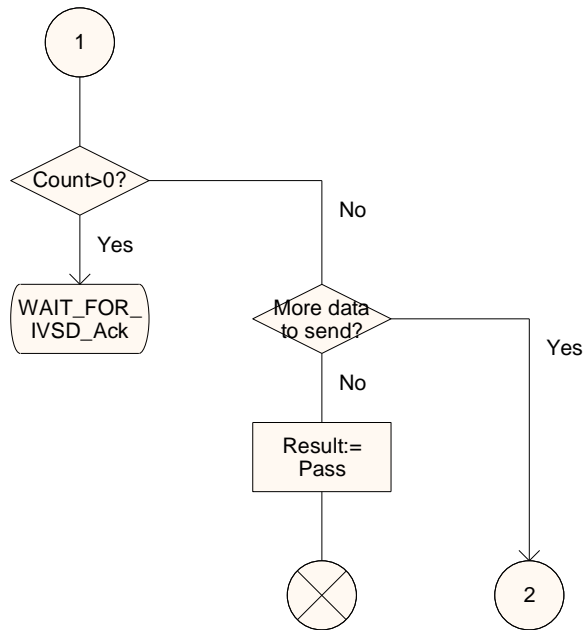 1
Count>0?
No
Yes
WAIT_FOR_
IVSD_Ack
More data
to send?
Yes
No
Result:=
Pass
2